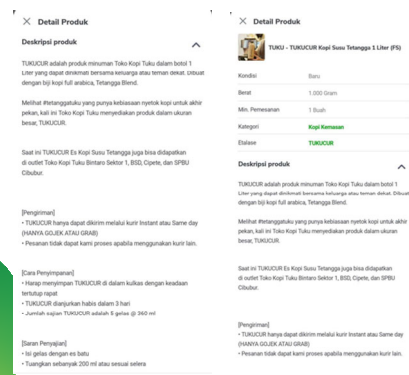 Detail Produk
Deskripsi produk
TUKUCUR adalah produk minuman Toko Kopi Tuku dalam botol 1
Liter yang dapat dinikmati bersama keluarga atau teman dekat. Dibuat
dengan biji kopi full arabica, Tetangga Blend.
Melihat #tetanggatuku yang punya kebiasaan nyetok kopi untuk akhir
pekan, kali ini Toko Kopi Tuku menyediakan produk dalam ukuran
besar, TUKUCUR.
Saat ini TUKUCUR Es Kopi Susu Tetangga juga bisa didapatkan
di outlet Toko Kopi Tuku Bintaro Sektor 1, BSD, Cipete, dan SPBU
Cibubur.
[Pengiriman]
• TUKUCUR hanya dapat dikirim melalui kurir Instant atau Same day
(HANYA GOJEK ATAU GRAB)
• Pesanan tidak dapat kami proses apabila menggunakan kurir lain.
[Cara Penyimpanan]
• Harap menyimpan TUKUCUR di dalam kulkas dengan keadaan
tertutup rapat
• TUKUCUR dianjurkan habis dalam 3 hari
• Jumlah sajian TUKUCUR adalah 5 gelas @ 360 ml
[Saran Penyajian]
• Isi gelas dengan es batu
• Tuangkan sebanyak 200 ml atau sesuai selera
Detail Produk
TUKU - TUKUCUR Kopi Susu Tetangga 1 Liter (FS)
Kondisi Baru
Berat 1.000 Gram
Min. Pemesanan 1 Buah
Kategori Kopi Kemasan
Etalase TUKUCUR
Deskripsi produk
TUKUCUR adalah produk minuman Toko Kopi Tuku dalam botol 1
Liter yang dapat dinikmati bersama keluarga atau teman dekat. Dibuat
dengan biji kopi full arabica, Tetangga Blend.
Melihat #tetanggatuku yang punya kebiasaan nyetok kopi untuk akhir
pekan, kali ini Toko Kopi Tuku menyediakan produk dalam ukuran
besar, TUKUCUR.
Saat ini TUKUCUR Es Kopi Susu Tetangga juga bisa didapatkan
di outlet Toko Kopi Tuku Bintaro Sektor 1, BSD, Cipete, dan SPBU
Cibubur.
[Pengiriman]
• TUKUCUR hanya dapat dikirim melalui kurir Instant atau Same day
(HANYA GOJEK ATAU GRAB)
• Pesanan tidak dapat kami proses apabila menggunakan kurir lain.